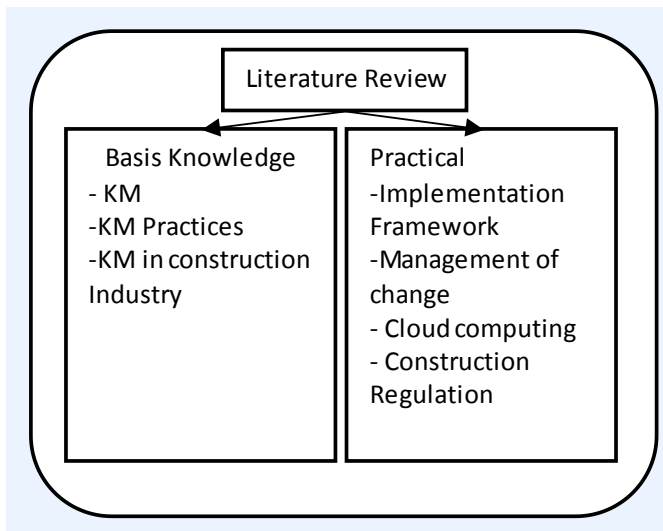 Literature Review
Basis Knowledge
- KM
-KM Practices
-KM in construction
Industry
Practical
-Implementation
Framework
-Management of
change
- Cloud computing
- Construction
Regulation